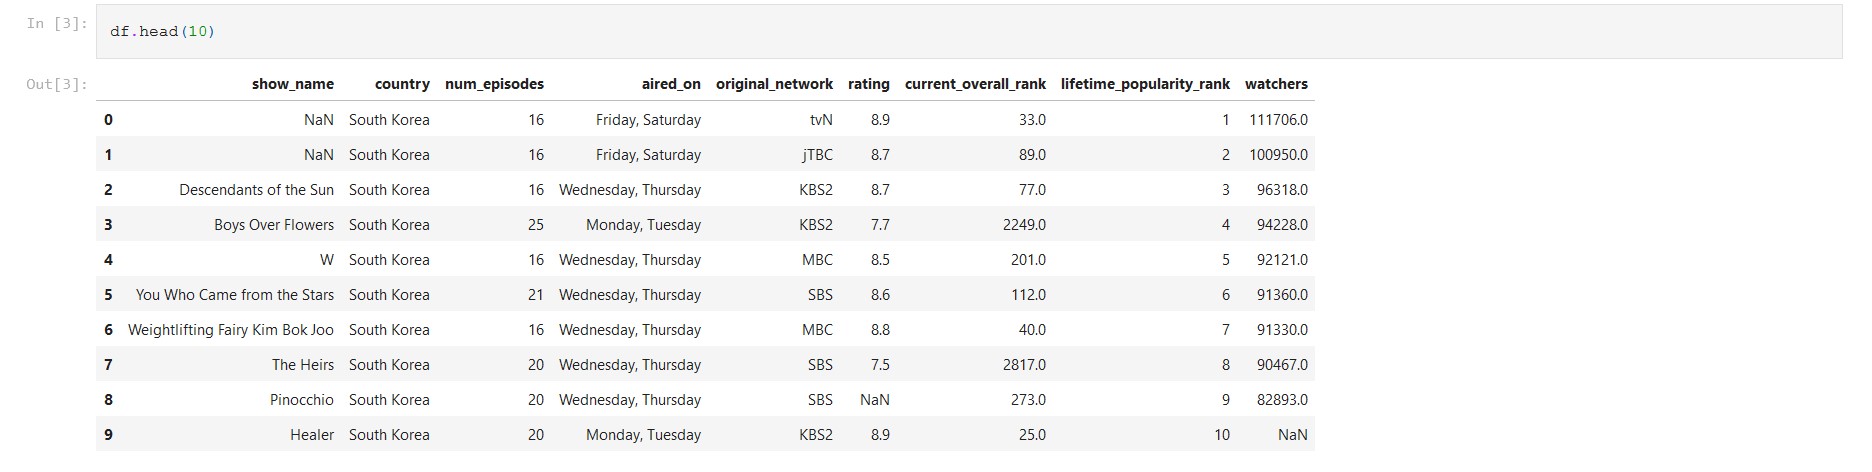 In [3]: df.head(10)
Out[3]: show_name country num_episodes aired_on original_network rating current_overall_rank lifetime_popularity_rank watchers
0 NaN South Korea 16 Friday, Saturday tvN 8.9 33.0 1 111706.0
1 NaN South Korea 16 Friday, Saturday jTBC 8.7 89.0 2 100950.0
2 Descendants of the Sun South Korea 16 Wednesday, Thursday KBS2 8.7 77.0 3 96318.0
3 Boys Over Flowers South Korea 25 Monday, Tuesday KBS2 7.7 2249.0 4 94228.0
4 W South Korea 16 Wednesday, Thursday MBC 8.5 201.0 5 92121.0
5 You Who Came from the Stars South Korea 21 Wednesday, Thursday SBS 8.6 112.0 6 91360.0
6 Weightlifting Fairy Kim Bok Joo South Korea 16 Wednesday, Thursday MBC 8.8 40.0 7 91330.0
7 The Heirs South Korea 20 Wednesday, Thursday SBS 7.5 2817.0 8 90467.0
8 Pinocchio South Korea 20 Wednesday, Thursday SBS NaN 273.0 9 82893.0
9 Healer South Korea 20 Monday, Tuesday KBS2 8.9 25.0 10 NaN